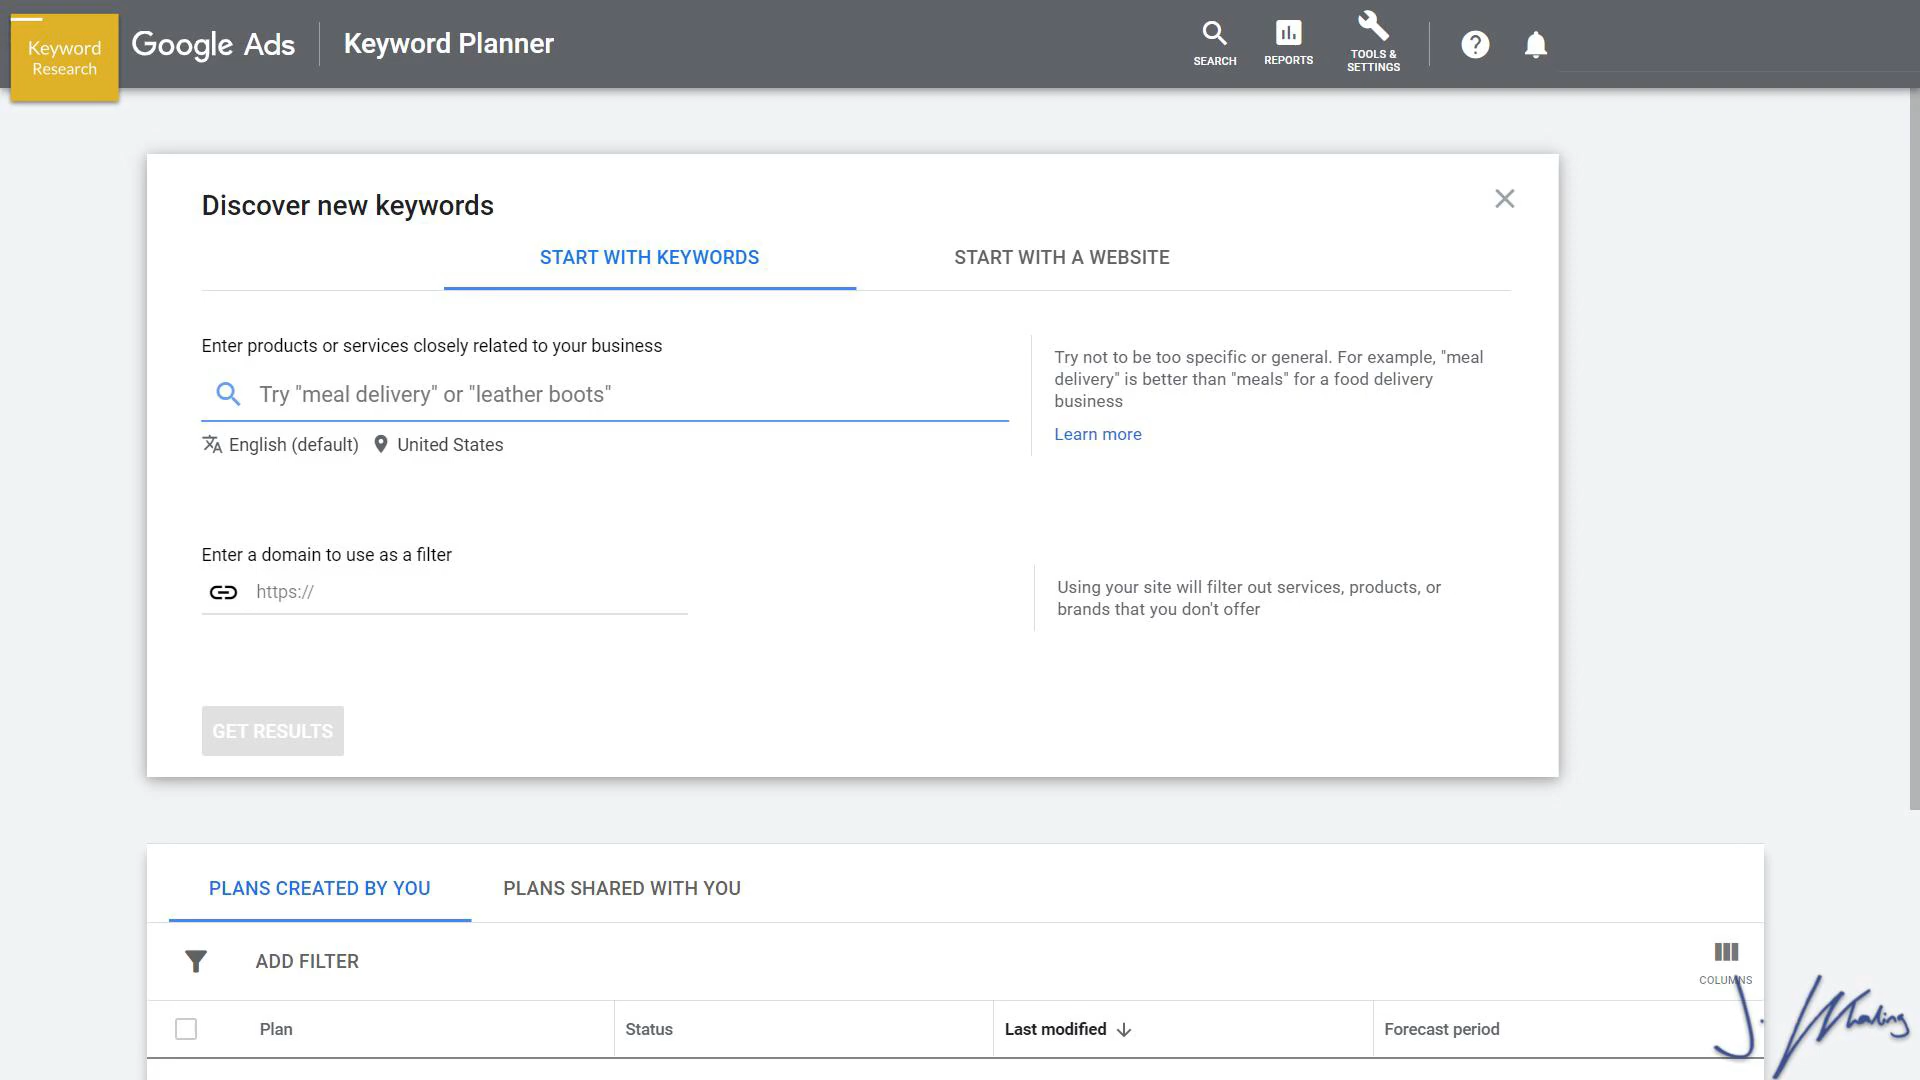 Keyword
Research
Google Ads
Keyword Planner
SEARCH
REPORTS
TOOLS &
SETTINGS
Discover new keywords
START WITH KEYWORDS
START WITH A WEBSITE
Enter products or services closely related to your business
Try "meal delivery" or "leather boots"
English (default)
United States
Try not to be too specific or general. For example, "meal
delivery" is better than "meals" for a food delivery
business
Learn more
Enter a domain to use as a filter
https://
Using your site will filter out services, products, or
brands that you don't offer
GET RESULTS
PLANS CREATED BY YOU
PLANS SHARED WITH YOU
ADD FILTER
COLUMNS
Plan
Status
Last modified
Forecast period